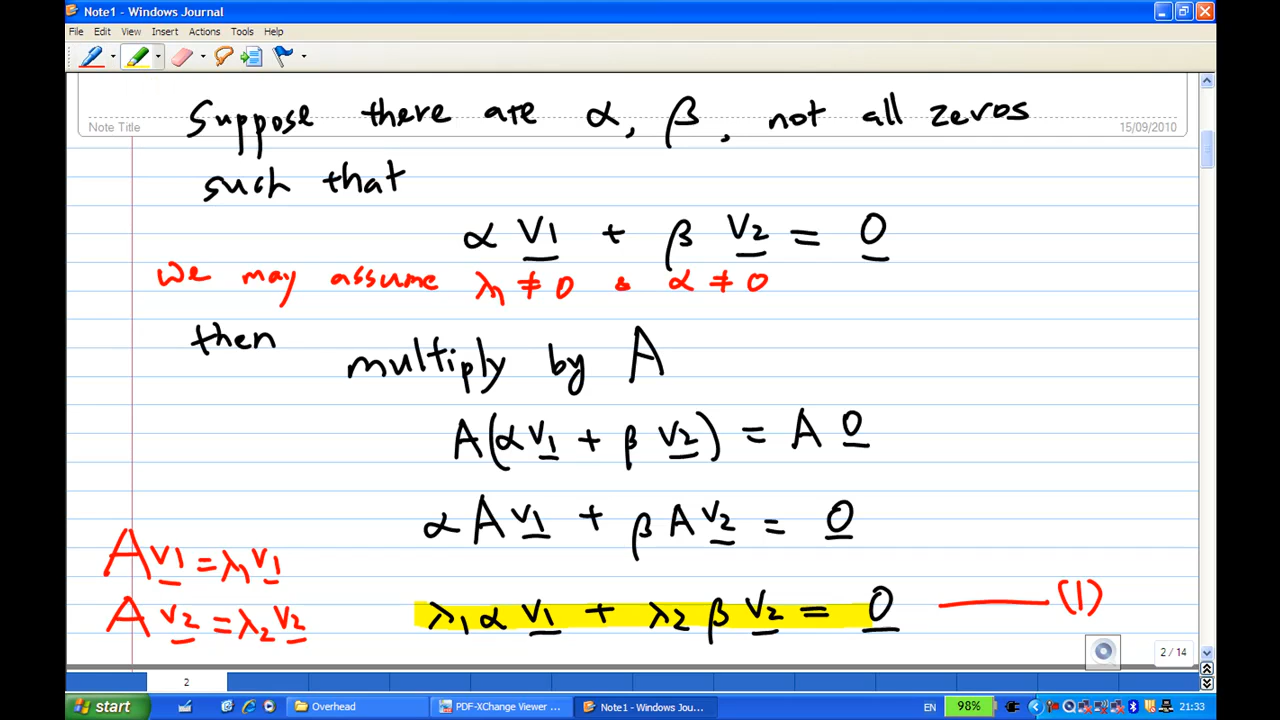 Note1 - Windows Journal
File Edit View Insert Actions Tools Help
Suppose there are α, β, not all zeros
Note Title
15/09/2010
such that
α v1 + β v2 = 0
We may assume λ1 ≠ 0 & α ≠ 0
then multiply by A
A(α v1 + β v2) = A 0
α A v1 + β A v2 = 0
A v1 = λ1 v1
A v2 = λ2 v2
λ1 α v1 + λ2 β v2 = 0 ——— (1)
2 / 14
2
start Overhead PDF-XChange Viewer ... Note1 - Windows Jou... EN 98% 21:33